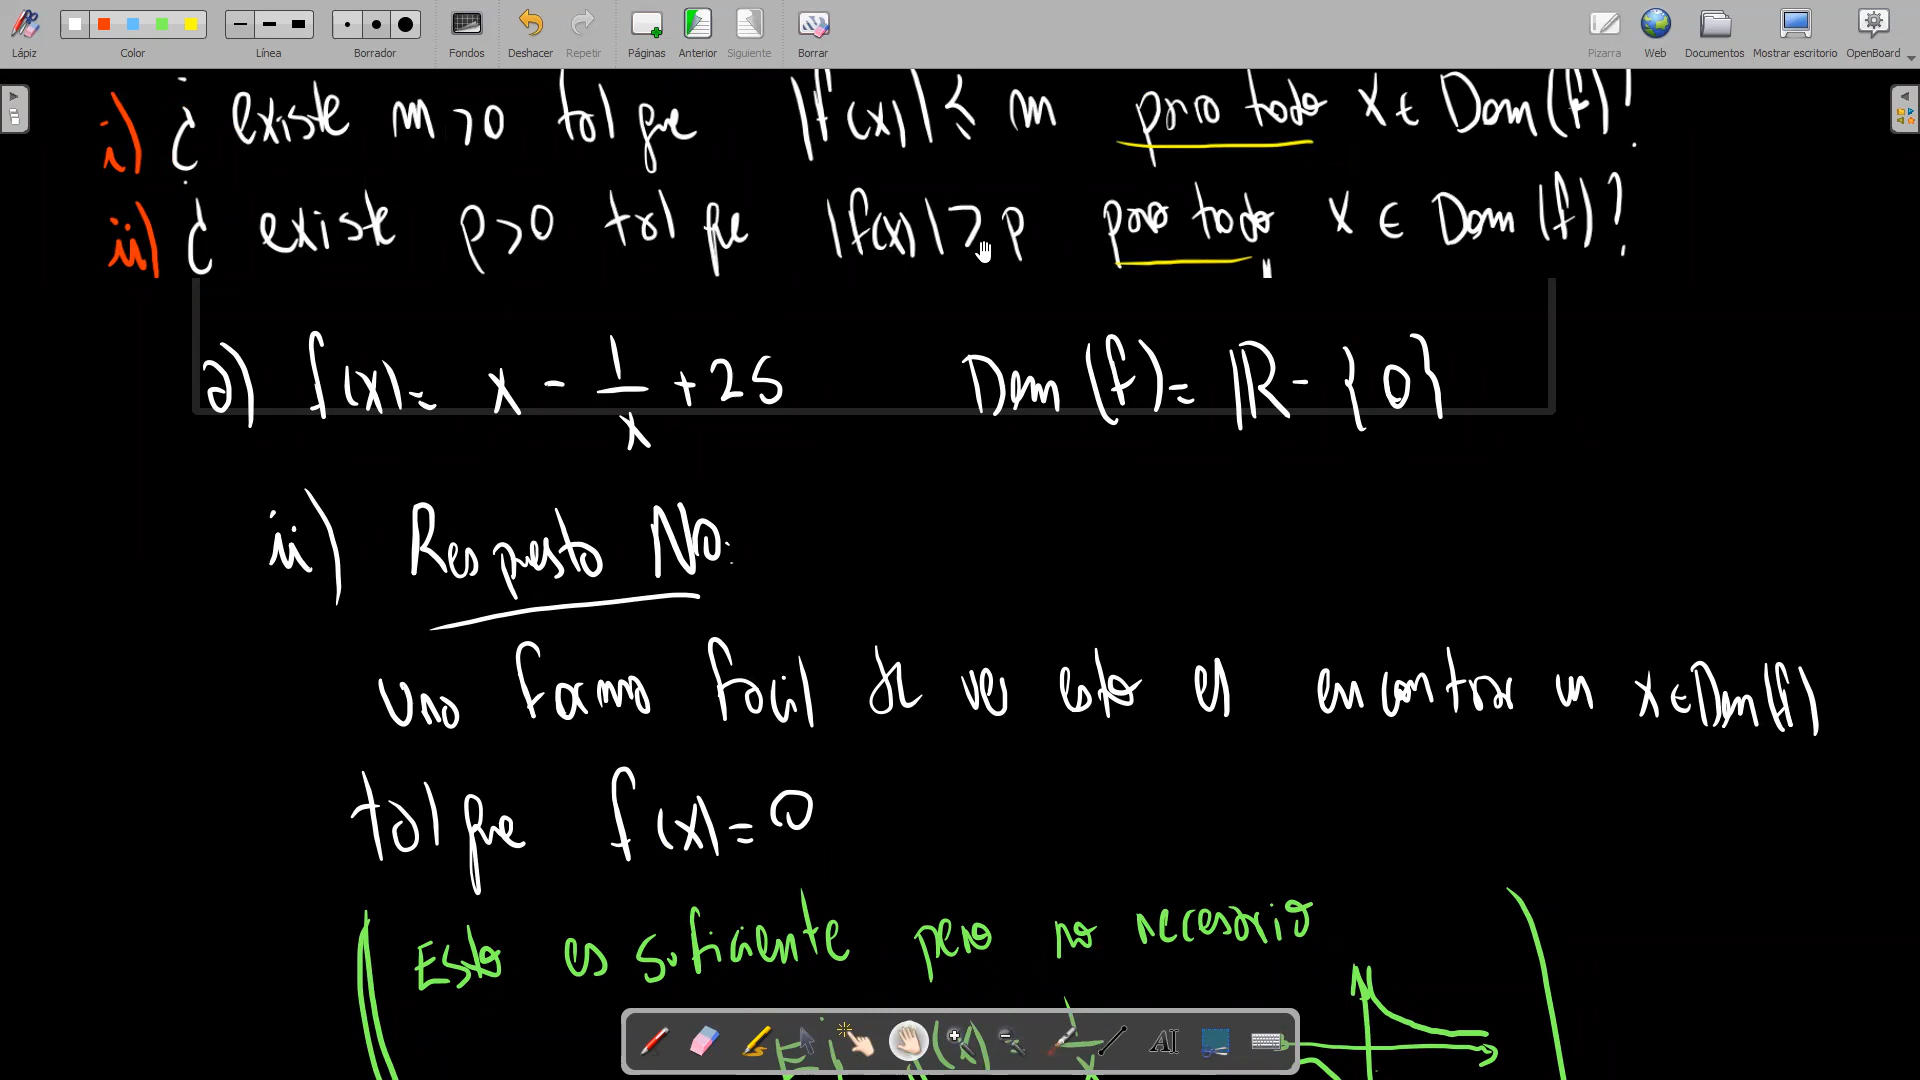 Lápiz Color Línea Borrador Fondos Deshacer Repetir Páginas Anterior Siguiente Borrar Pizarra Web Documentos Mostrar escritorio OpenBoard
i) ¿ existe m>0 tal que |f(x)| ≤ m para todo x ∈ Dom(f)?
ii) ¿ existe p>0 tal que |f(x)| ≥ p para todo x ∈ Dom(f)?
a) f(x) = x - 1/x + 25 Dom(f) = ℝ - {0}
ii) Respuesta No.
una forma fácil de ver esto es encontrar un x ∈ Dom(f)
tal que f(x) = 0
Esto es suficiente pero no necesario